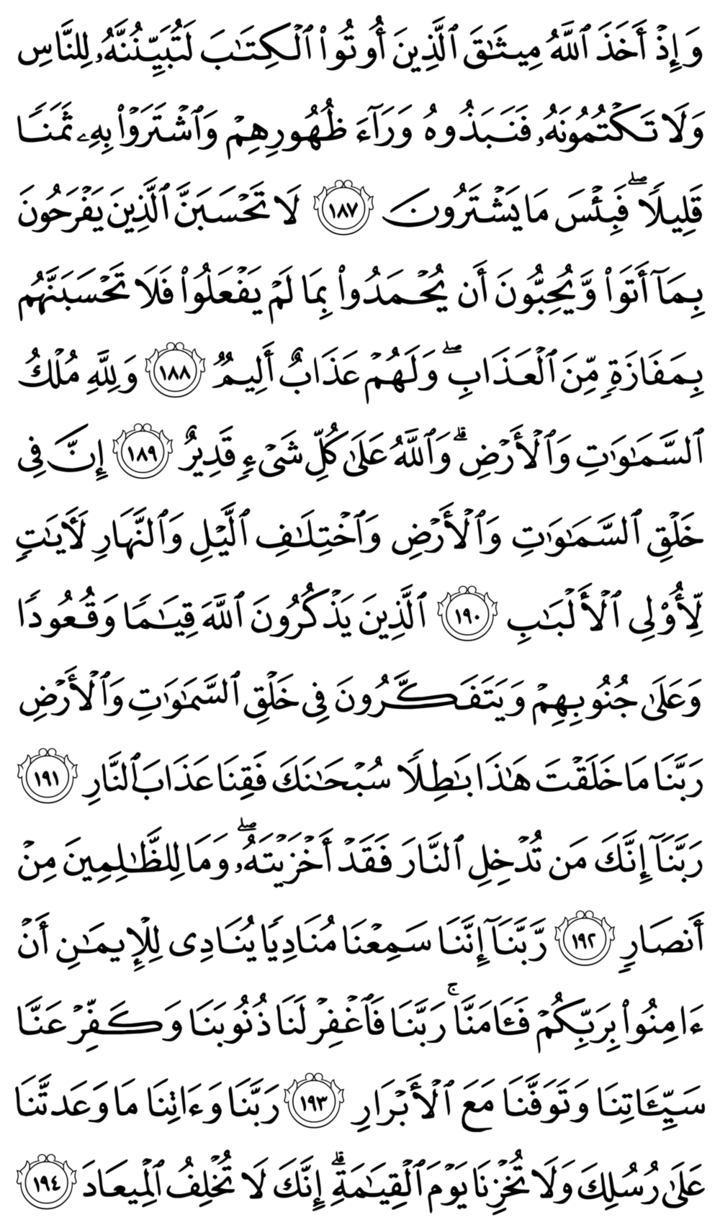 وَإِذْ أَخَذَ ٱللَّهُ مِيثَٰقَ ٱلَّذِينَ أُوتُوا۟ ٱلْكِتَٰبَ لَتُبَيِّنُنَّهُۥ لِلنَّاسِ
وَلَا تَكْتُمُونَهُۥ فَنَبَذُوهُ وَرَآءَ ظُهُورِهِمْ وَٱشْتَرَوْا۟ بِهِۦ ثَمَنًا
قَلِيلًا ۖ فَبِئْسَ مَا يَشْتَرُونَ ١٨٧ لَا تَحْسَبَنَّ ٱلَّذِينَ يَفْرَحُونَ
بِمَآ أَتَوا۟ وَّيُحِبُّونَ أَن يُحْمَدُوا۟ بِمَا لَمْ يَفْعَلُوا۟ فَلَا تَحْسَبَنَّهُم
بِمَفَازَةٍ مِّنَ ٱلْعَذَابِ ۖ وَلَهُمْ عَذَابٌ أَلِيمٌ ١٨٨ وَلِلَّهِ مُلْكُ
ٱلسَّمَٰوَٰتِ وَٱلْأَرْضِ ۗ وَٱللَّهُ عَلَىٰ كُلِّ شَىْءٍ قَدِيرٌ ١٨٩ إِنَّ فِى
خَلْقِ ٱلسَّمَٰوَٰتِ وَٱلْأَرْضِ وَٱخْتِلَٰفِ ٱلَّيْلِ وَٱلنَّهَارِ لَءَايَٰتٍ
لِّأُو۟لِى ٱلْأَلْبَٰبِ ١٩٠ ٱلَّذِينَ يَذْكُرُونَ ٱللَّهَ قِيَٰمًا وَقُعُودًا
وَعَلَىٰ جُنُوبِهِمْ وَيَتَفَكَّرُونَ فِى خَلْقِ ٱلسَّمَٰوَٰتِ وَٱلْأَرْضِ
رَبَّنَا مَا خَلَقْتَ هَٰذَا بَٰطِلًا سُبْحَٰنَكَ فَقِنَا عَذَابَ ٱلنَّارِ ١٩١
رَبَّنَآ إِنَّكَ مَن تُدْخِلِ ٱلنَّارَ فَقَدْ أَخْزَيْتَهُۥ ۖ وَمَا لِلظَّٰلِمِينَ مِنْ
أَنصَارٍ ١٩٢ رَّبَّنَآ إِنَّنَا سَمِعْنَا مُنَادِيًا يُنَادِى لِلْإِيمَٰنِ أَنْ
ءَامِنُوا۟ بِرَبِّكُمْ فَـَٔامَنَّا ۚ رَبَّنَا فَٱغْفِرْ لَنَا ذُنُوبَنَا وَكَفِّرْ عَنَّا
سَيِّـَٔاتِنَا وَتَوَفَّنَا مَعَ ٱلْأَبْرَارِ ١٩٣ رَبَّنَا وَءَاتِنَا مَا وَعَدتَّنَا
عَلَىٰ رُسُلِكَ وَلَا تُخْزِنَا يَوْمَ ٱلْقِيَٰمَةِ ۗ إِنَّكَ لَا تُخْلِفُ ٱلْمِيعَادَ ١٩٤